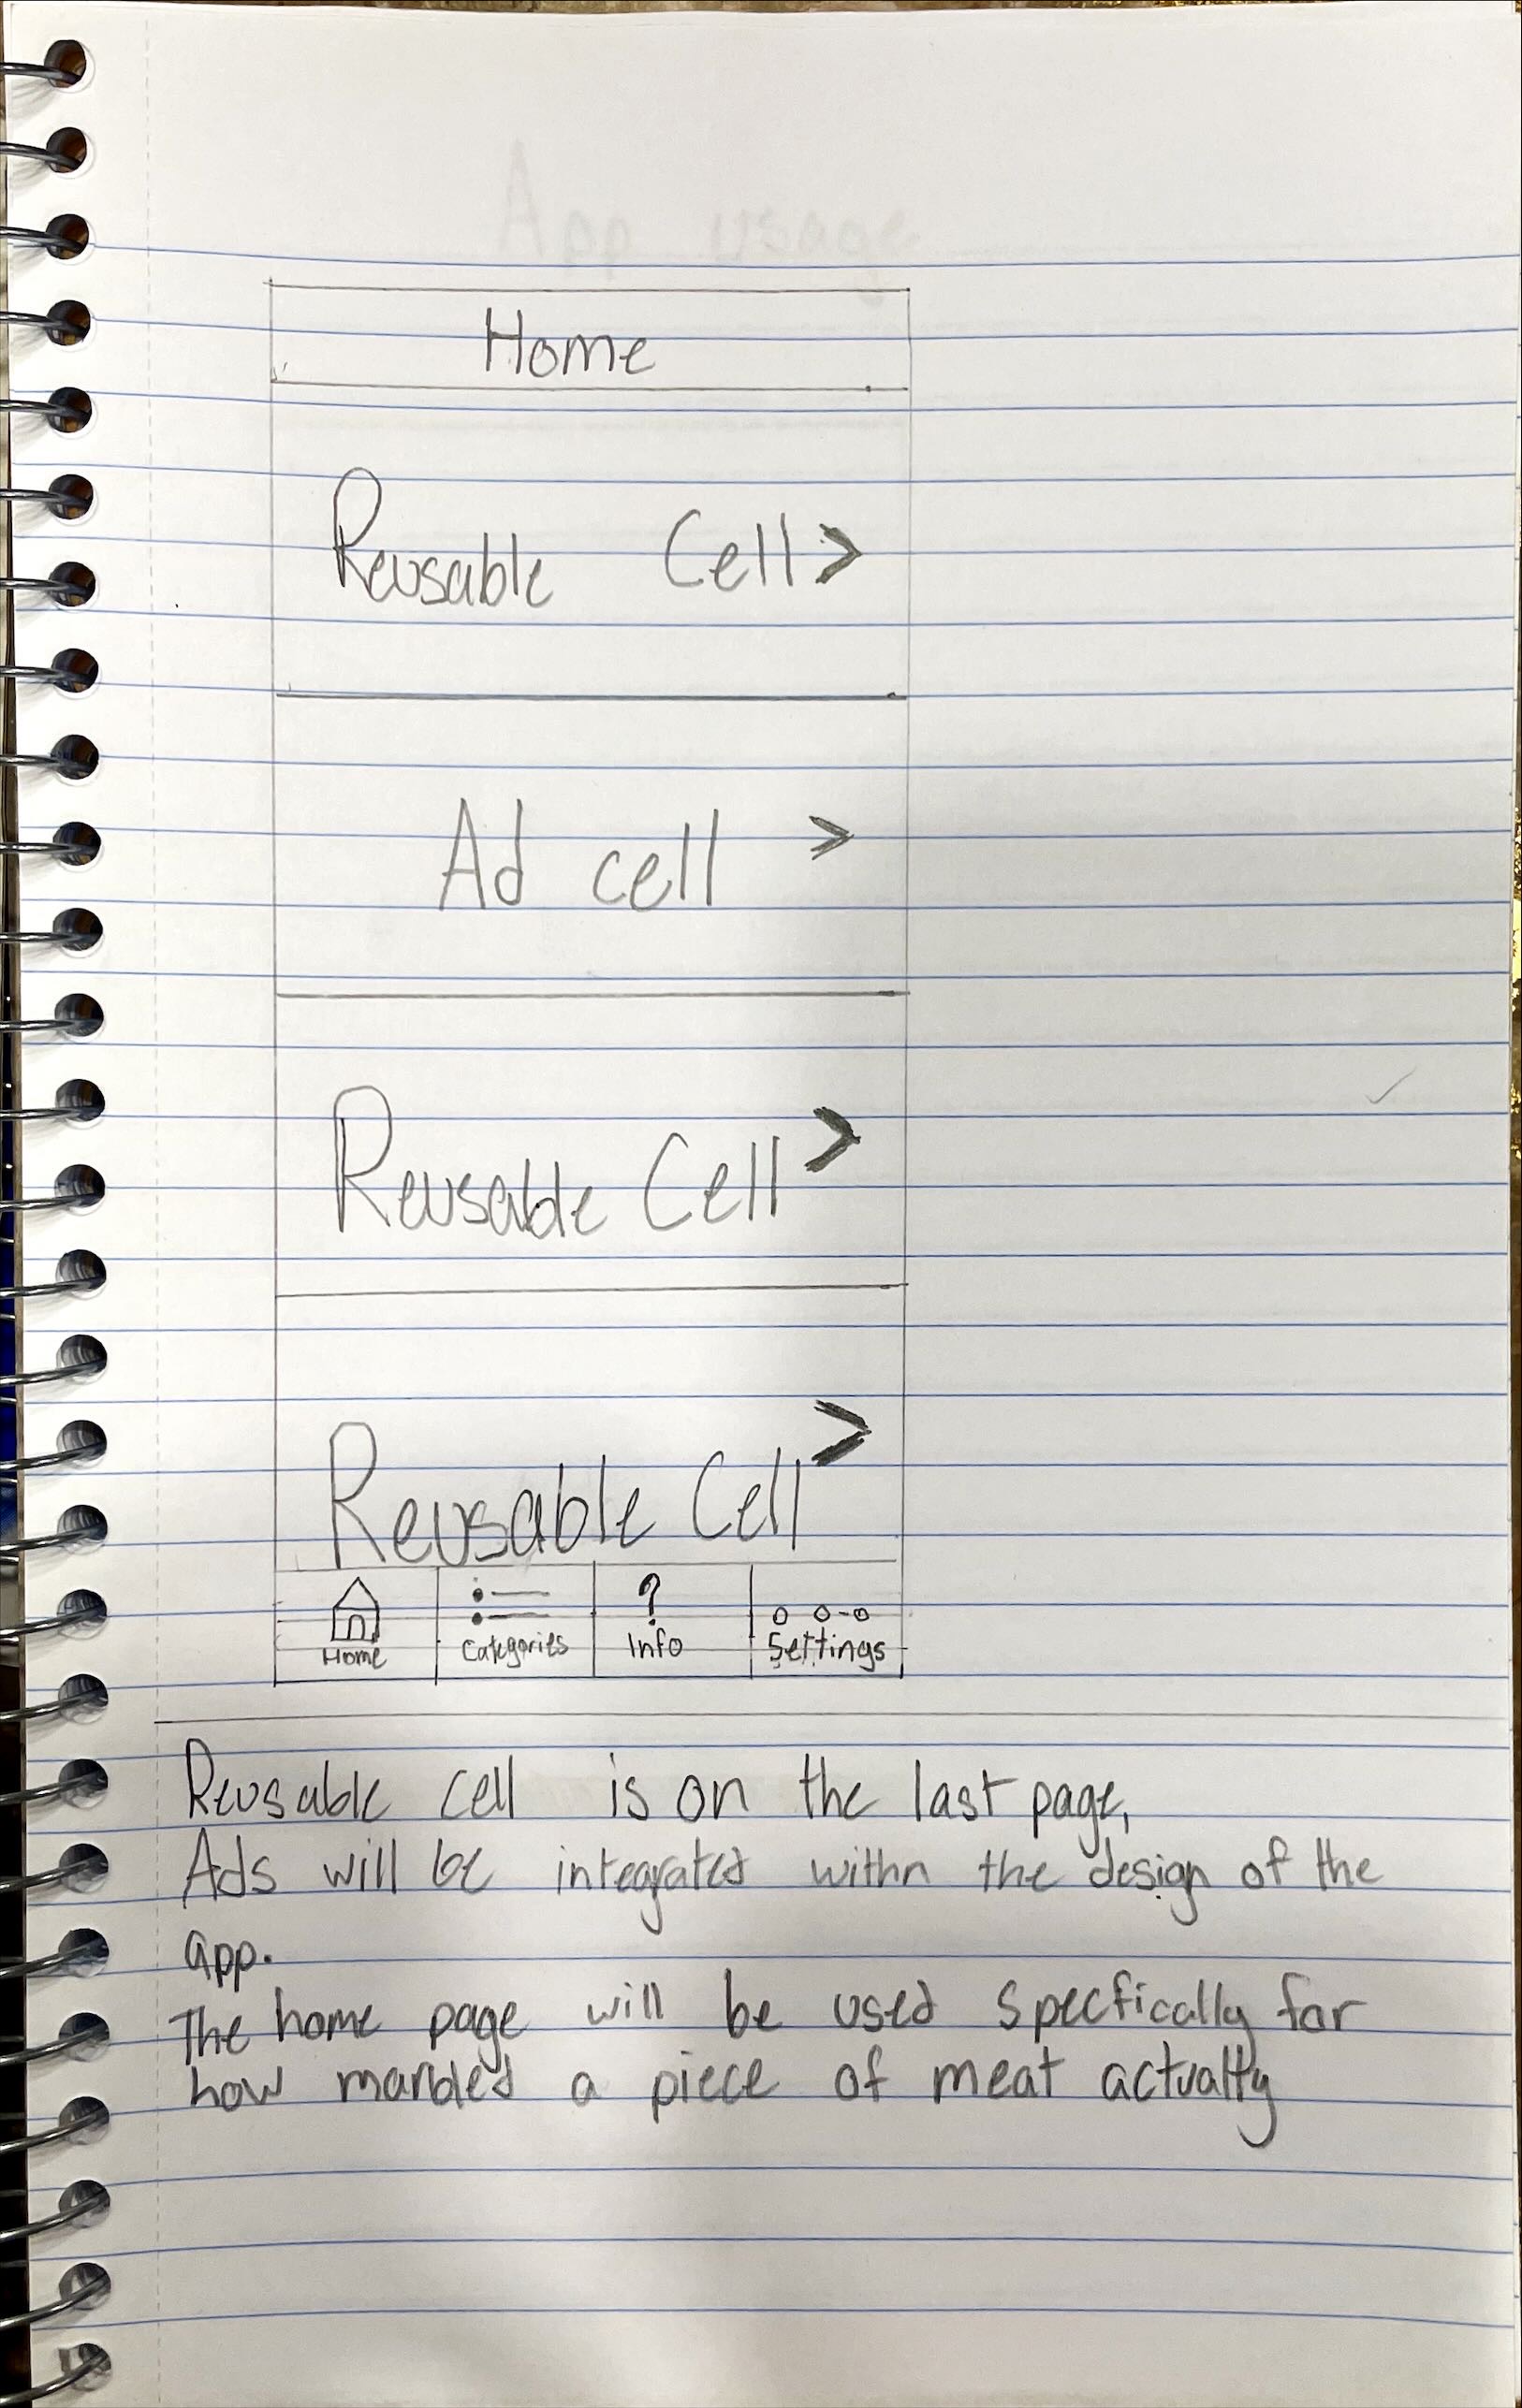 App usage
Home
Reusable Cell >
Ad cell >
Reusable Cell >
Reusable Cell >
? 
Home Categories Info Settings
Reusable cell is on the last page,
Ads will be integrated withn the design of the
app.
The home page will be used specfically for
how marbled a piece of meat actually